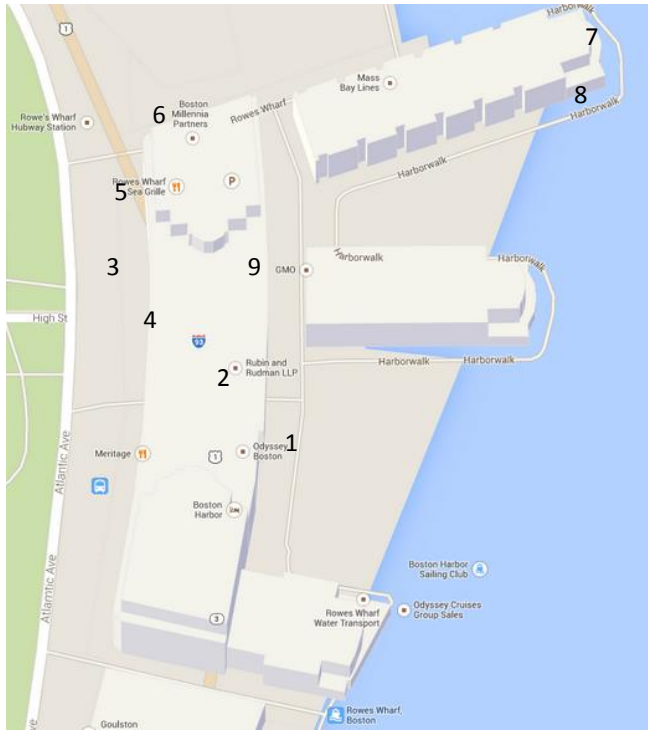 Harborwalk
1
7
Mass
Bay Lines
8
Harborwalk
6
Boston
Millennia
Partners
Rowes Wharf
Rowe's Wharf
Hubway Station
Harborwalk
5
Rowes Wharf
Sea Grille
P
3
9
GMO
Harborwalk
Harborwalk
4
High St
93
2
Rubin and
Rudman LLP
Harborwalk
Harborwalk
1
Meritage
1
Odyssey
Boston
Atlantic Ave
Boston
Harbor
Boston Harbor
Sailing Club
Atlantic Ave
3
Rowes Wharf
Water Transport
Odyssey Cruises
Group Sales
Rowes Wharf,
Boston
Goulston